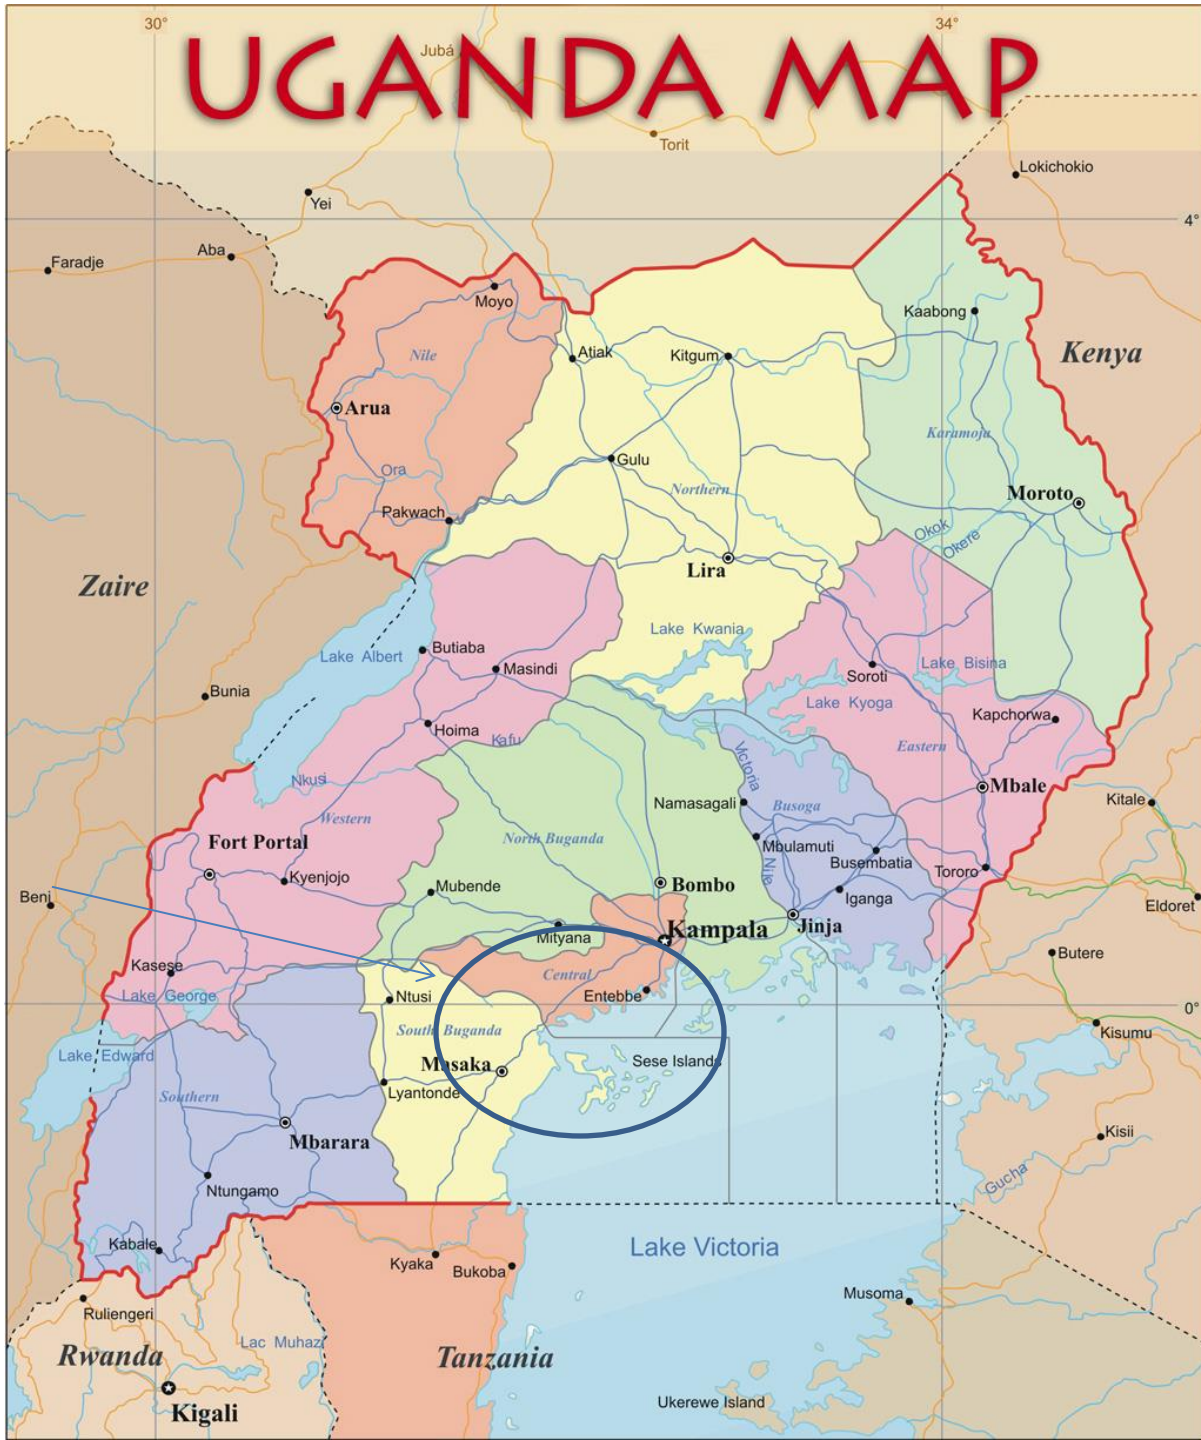 30°
34°
UGANDA MAP
Jubá
Torit
Lokichokio
Yei
4°
Aba
Faradje
Moyo
Kaabong
Atiak
Kitgum
Kenya
Nile
Arua
Karamoja
Gulu
Ora
Northern
Moroto
Pakwach
Okok
Okere
Lira
Zaire
Lake Kwania
Lake Albert
Butiaba
Masindi
Soroti
Lake Bisina
Bunia
Lake Kyoga
Kapchorwa
Hoima
Kafu
Victoria
Eastern
Nkusi
Mbale
Namasagali
Busoga
Kitale
Western
North Buganda
Fort Portal
Mbulamuti
Busembatia
Nile
Tororo
Kyenjojo
Mubende
Bombo
Beni
Iganga
Eldoret
Kampala
Jinja
Mityana
Butere
Kasese
Central
Lake George
Ntusi
Entebbe
0°
South Buganda
Kisumu
Lake Edward
Masaka
Sese Islands
Lyantonde
Southern
Mbarara
Kisii
Ntungamo
Gucha
Kabale
Lake Victoria
Kyaka
Bukoba
Musoma
Ruliengeri
Lac Muhazi
Rwanda
Tanzania
Ukerewe Island
Kigali